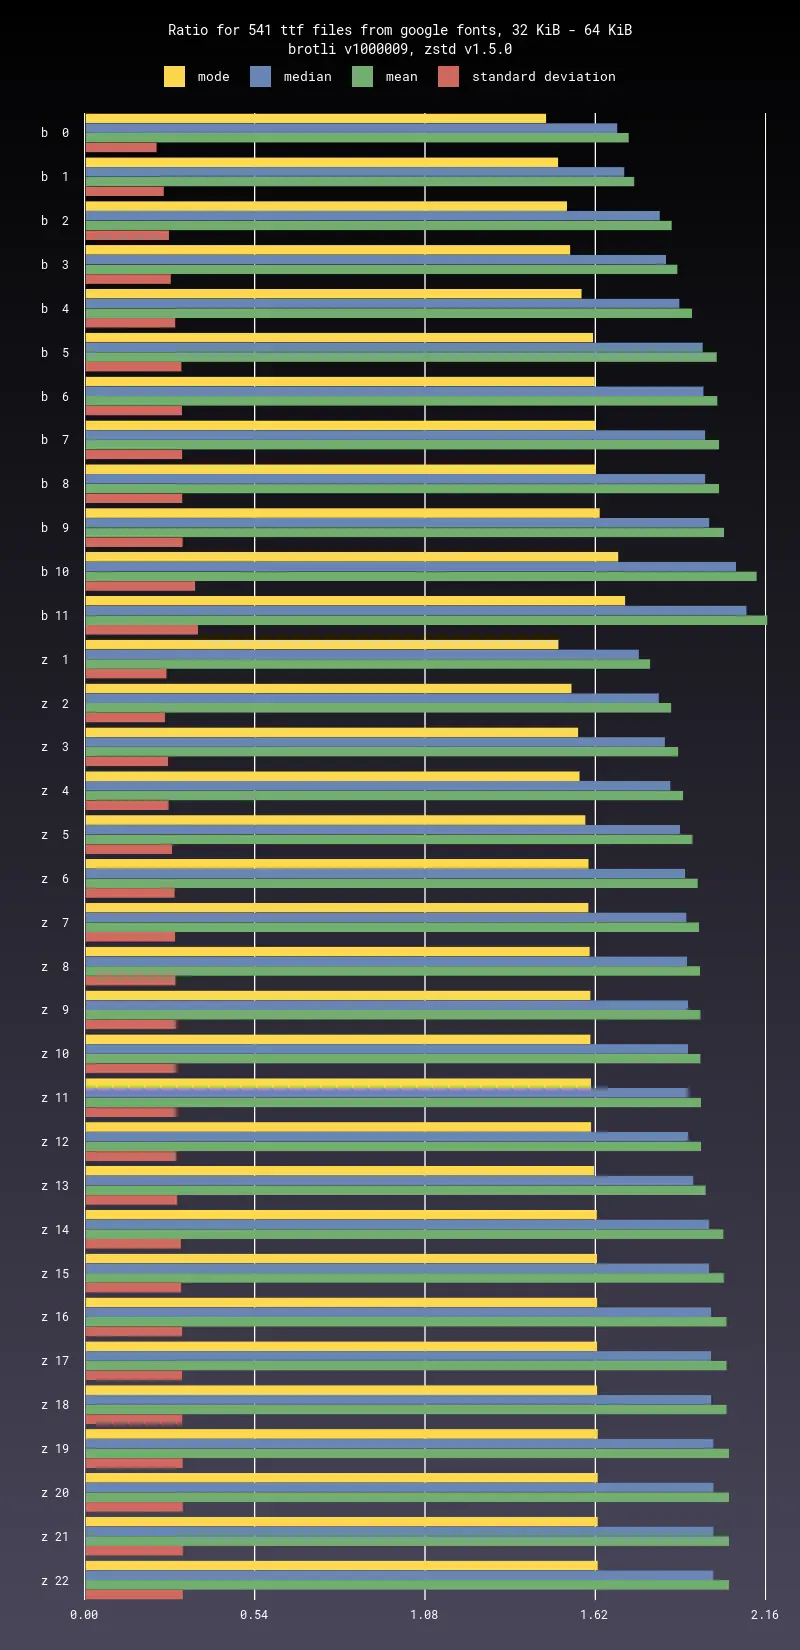 Ratio for 541 ttf files from google fonts, 32 KiB - 64 KiB
brotli v1000009, zstd v1.5.0
mode median mean standard deviation
b 0
b 1
b 2
b 3
b 4
b 5
b 6
b 7
b 8
b 9
b 10
b 11
z 1
z 2
z 3
z 4
z 5
z 6
z 7
z 8
z 9
z 10
z 11
z 12
z 13
z 14
z 15
z 16
z 17
z 18
z 19
z 20
z 21
z 22
0.00 0.54 1.08 1.62 2.16